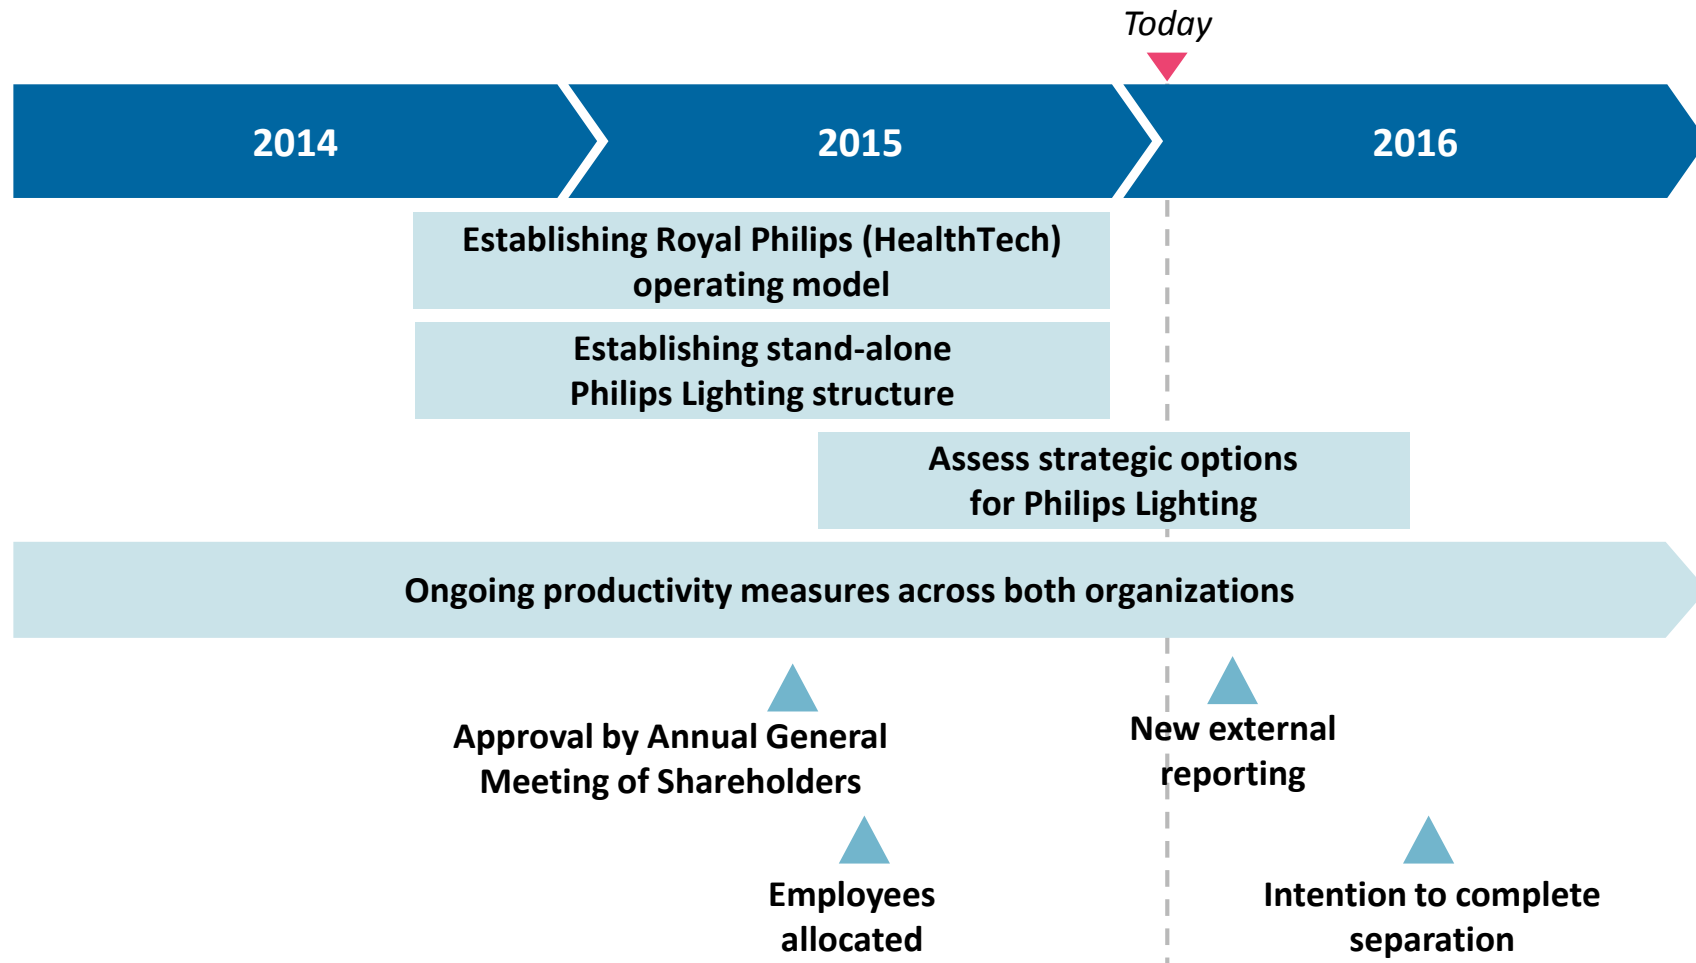 Today
2014
2015
2016
Establishing Royal Philips (HealthTech)
operating model
Establishing stand-alone
Philips Lighting structure
Assess strategic options
for Philips Lighting
Ongoing productivity measures across both organizations
Approval by Annual General
Meeting of Shareholders
New external
reporting
Employees
allocated
Intention to complete
separation